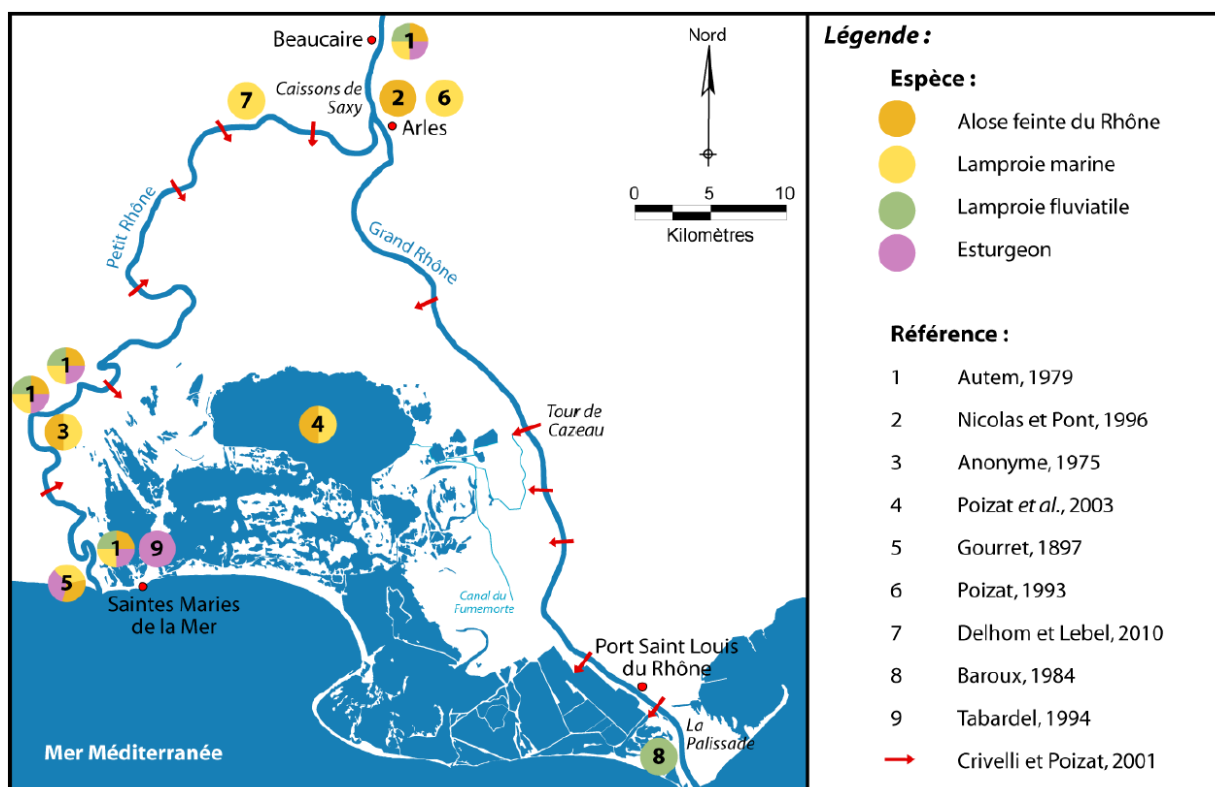 Beaucaire
1
Nord
Caissons de
Saxy
7
2
6
Arles
0
5
10
Kilomètres
Petit Rhône
Grand Rhône
1
1
3
4
Tour de
Cazeau
1
9
5
Saintes Maries
de la Mer
Canal du
Fumemorte
Port Saint Louis
du Rhône
La
Palissade
8
Mer Méditerranée
Légende :
Espèce :
Alose feinte du Rhône
Lamproie marine
Lamproie fluviatile
Esturgeon
Référence :
1 Autem, 1979
2 Nicolas et Pont, 1996
3 Anonyme, 1975
4 Poizat et al., 2003
5 Gourret, 1897
6 Poizat, 1993
7 Delhom et Lebel, 2010
8 Baroux, 1984
9 Tabardel, 1994
Crivelli et Poizat, 2001